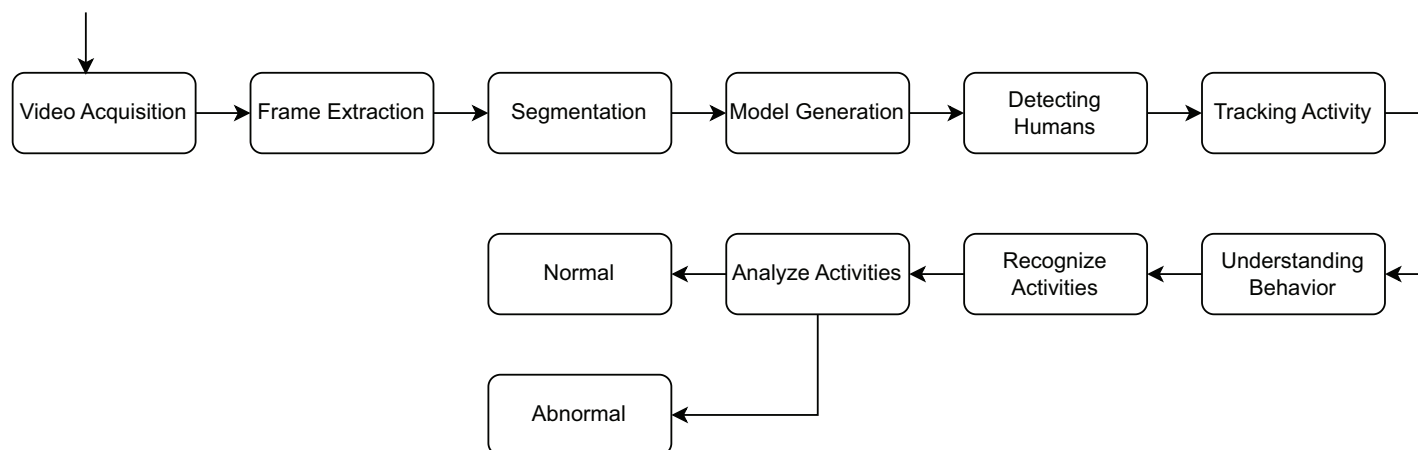 Video Acquisition
Frame Extraction
Segmentation
Model Generation
Detecting
Humans
Tracking Activity
Normal
Analyze Activities
Recognize
Activities
Understanding
Behavior
Abnormal